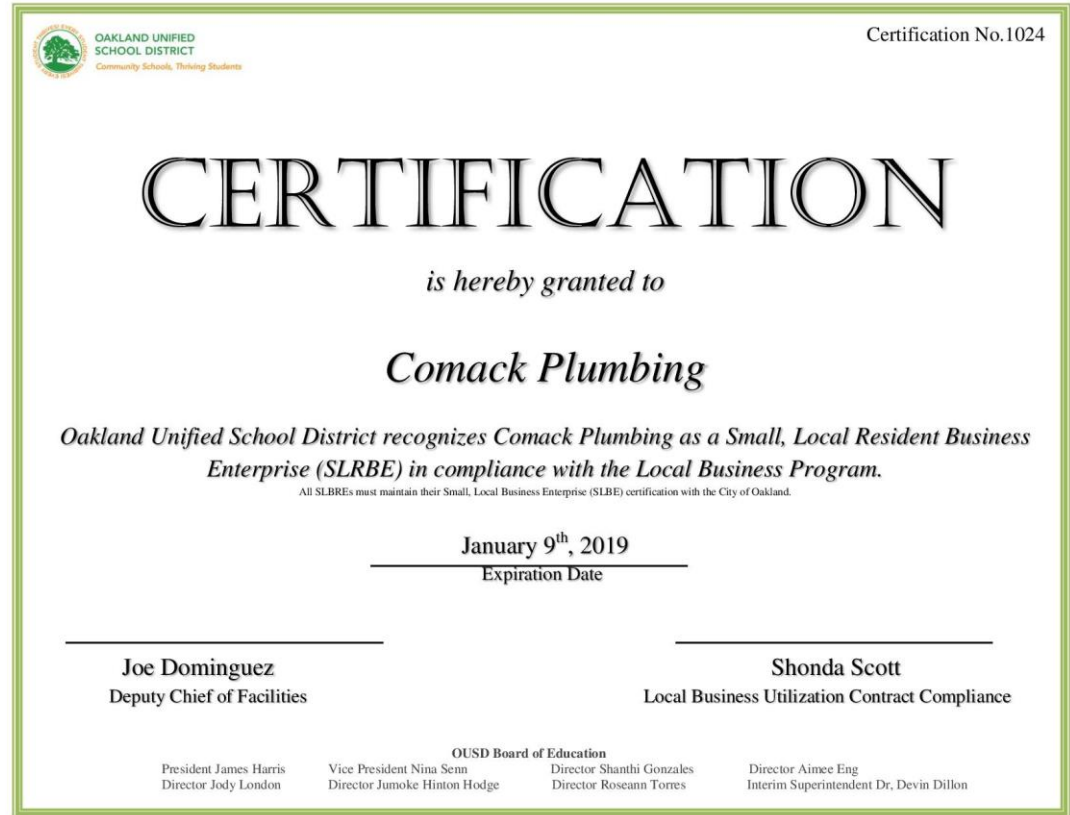 OAKLAND UNIFIED
SCHOOL DISTRICT
Community Schools, Thriving Students
Certification No.1024
CERTIFICATION
is hereby granted to
Comack Plumbing
Oakland Unified School District recognizes Comack Plumbing as a Small, Local Resident Business
Enterprise (SLRBE) in compliance with the Local Business Program.
All SLBREs must maintain their Small, Local Business Enterprise (SLBE) certification with the City of Oakland.
January 9th, 2019
Expiration Date
Joe Dominguez
Deputy Chief of Facilities
Shonda Scott
Local Business Utilization Contract Compliance
OUSD Board of Education
President James Harris Vice President Nina Senn Director Shanthi Gonzales Director Aimee Eng
Director Jody London Director Jumoke Hinton Hodge Director Roseann Torres Interim Superintendent Dr, Devin Dillon